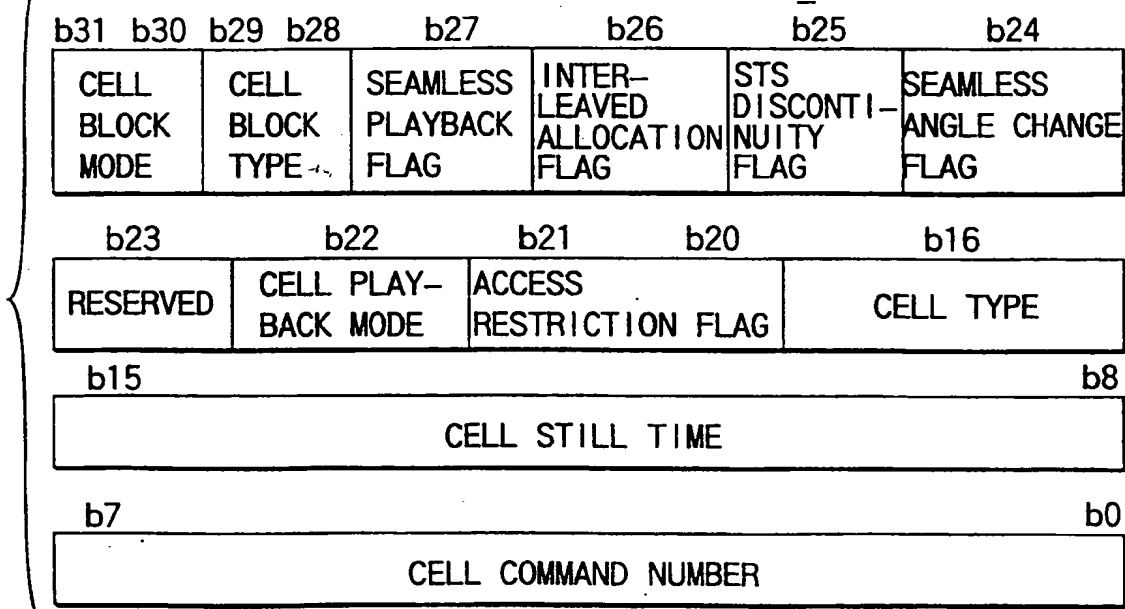 b31 b30 b29 b28 b27 b26 b25 b24
CELL
BLOCK
MODE
CELL
BLOCK
TYPE
SEAMLESS
PLAYBACK
FLAG
INTER-
LEAVED
ALLOCATION
FLAG
STS
DISCONTI-
NUITY
FLAG
SEAMLESS
ANGLE CHANGE
FLAG
b23 b22 b21 b20 b16
RESERVED
CELL PLAY-
BACK MODE
ACCESS
RESTRICTION FLAG
CELL TYPE
b15 b8
CELL STILL TIME
b7 b0
CELL COMMAND NUMBER